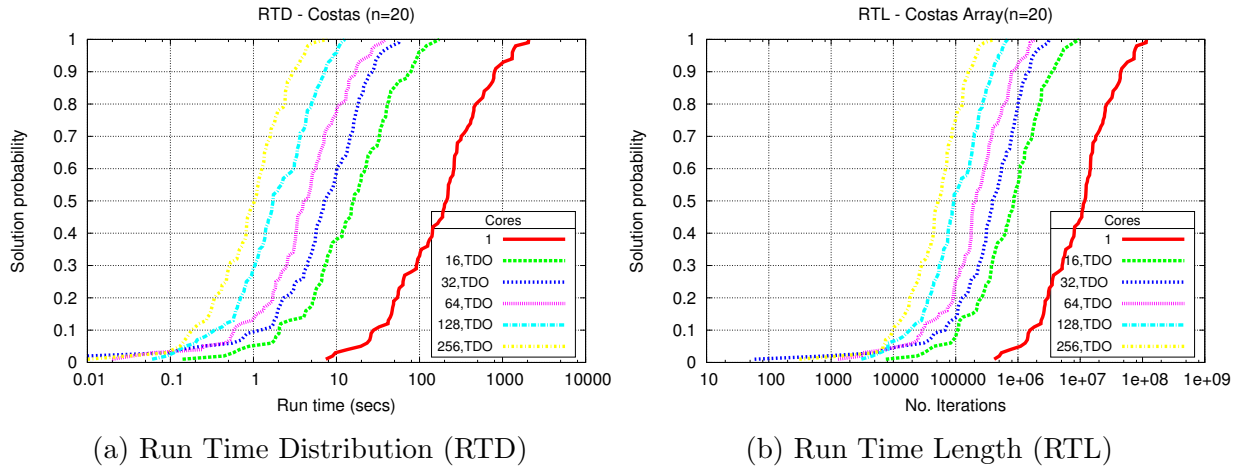 RTD - Costas (n=20)
Solution probability
1
0.9
0.8
0.7
0.6
0.5
0.4
0.3
0.2
0.1
0
0.01 0.1 1 10 100 1000 10000
Run time (secs)
Cores
1
16,TDO
32,TDO
64,TDO
128,TDO
256,TDO
(a) Run Time Distribution (RTD)
RTL - Costas Array(n=20)
Solution probability
1
0.9
0.8
0.7
0.6
0.5
0.4
0.3
0.2
0.1
0
10 100 1000 10000 100000 1e+06 1e+07 1e+08 1e+09
No. Iterations
Cores
1
16,TDO
32,TDO
64,TDO
128,TDO
256,TDO
(b) Run Time Length (RTL)